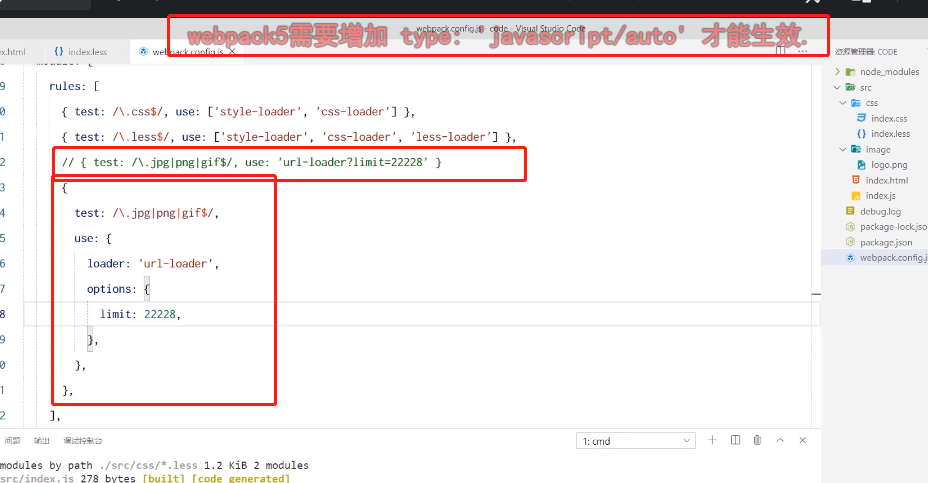 webpack5需要增加 type: 'javascript/auto' 才能生效.
webpack.config.js - code - Visual Studio Code
ex.html
index.less
webpack.config.js
资源管理器: CODE
module: {
9 rules: [
0 { test: /\.css$/, use: ['style-loader', 'css-loader'] },
1 { test: /\.less$/, use: ['style-loader', 'css-loader', 'less-loader'] },
2 // { test: /\.jpg|png|gif$/, use: 'url-loader?limit=22228' }
3 {
4 test: /\.jpg|png|gif$/,
5 use: {
6 loader: 'url-loader',
7 options: {
8 limit: 22228,
9 },
0 },
1 },
2 ],
node_modules
src
css
index.css
index.less
image
logo.png
index.html
index.js
debug.log
package-lock.jso
package.json
webpack.config.j
问题 输出 调试控制台
1: cmd
modules by path ./src/css/*.less 1.2 KiB 2 modules
src/index.js 278 bytes [built] [code generated]